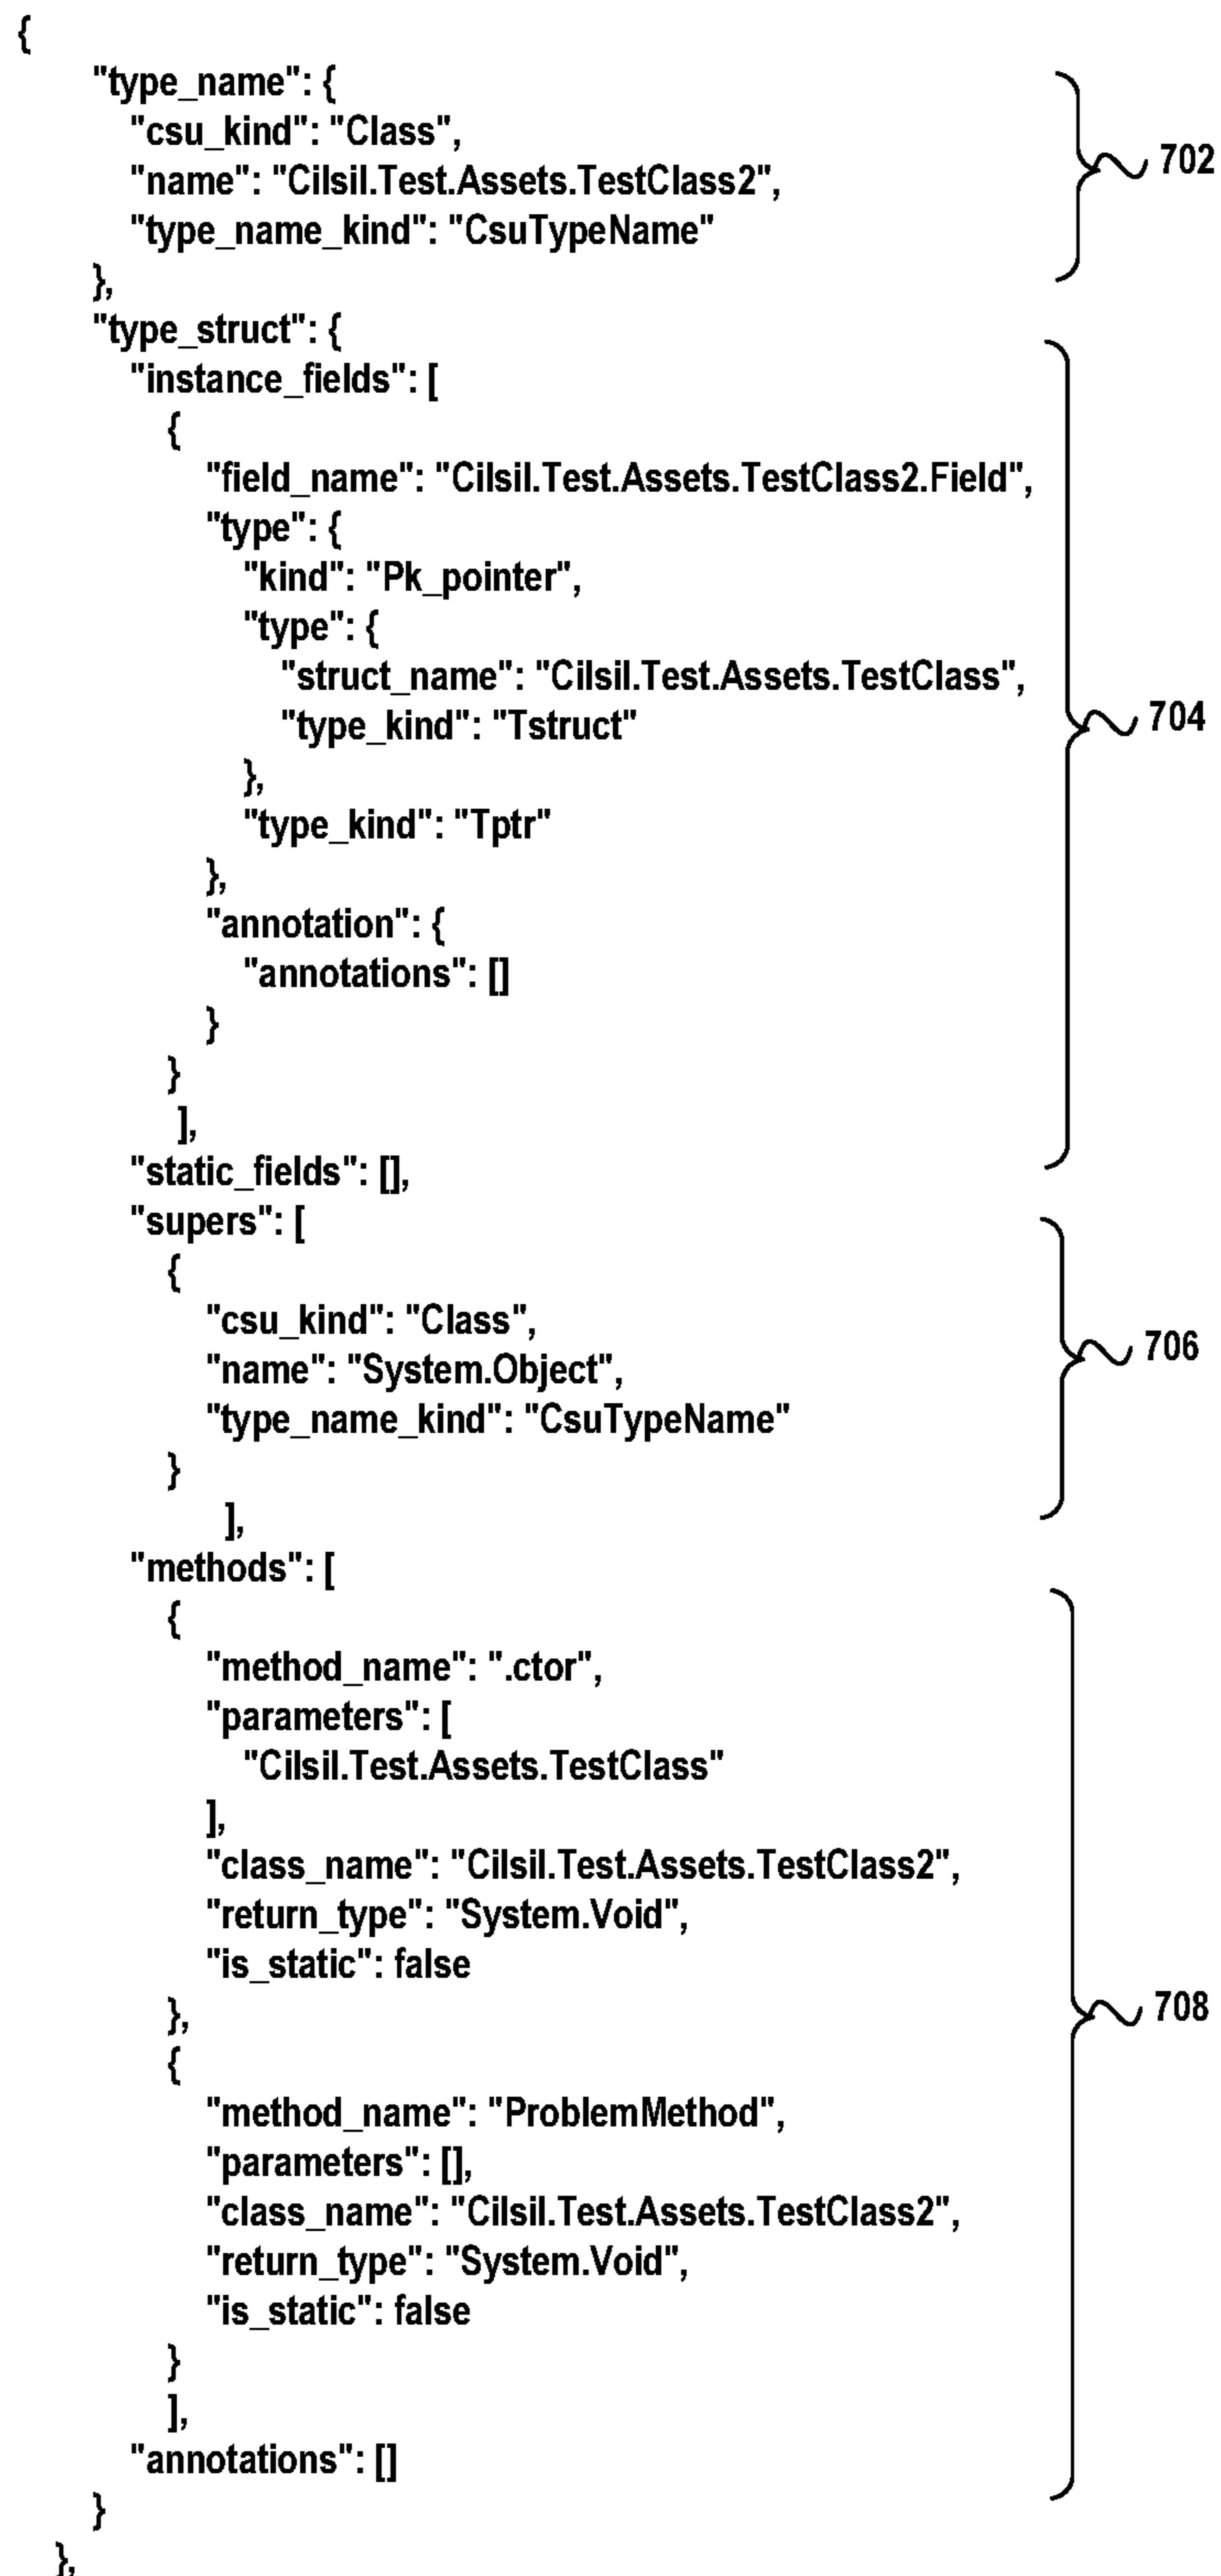 {
"type_name": {
"csu_kind": "Class",
"name": "Cilsil.Test.Assets.TestClass2",
702
"type_name_kind": "CsuTypeName"
},
"type_struct": {
"instance_fields": [
{
"field_name": "Cilsil.Test.Assets.TestClass2.Field",
"type": {
"kind": "Pk_pointer",
"type": {
"struct_name": "Cilsil.Test.Assets.TestClass",
"type_kind": "Tstruct"
704
},
"type_kind": "Tptr"
},
"annotation": {
"annotations": []
}
}
],
"static_fields": [],
"supers": [
{
"csu_kind": "Class",
706
"name": "System.Object",
"type_name_kind": "CsuTypeName"
}
],
"methods": [
{
"method_name": ".ctor",
"parameters": [
"Cilsil.Test.Assets.TestClass"
],
"class_name": "Cilsil.Test.Assets.TestClass2",
"return_type": "System.Void",
"is_static": false
},
708
{
"method_name": "ProblemMethod",
"parameters": [],
"class_name": "Cilsil.Test.Assets.TestClass2",
"return_type": "System.Void",
"is_static": false
}
],
"annotations": []
}
},